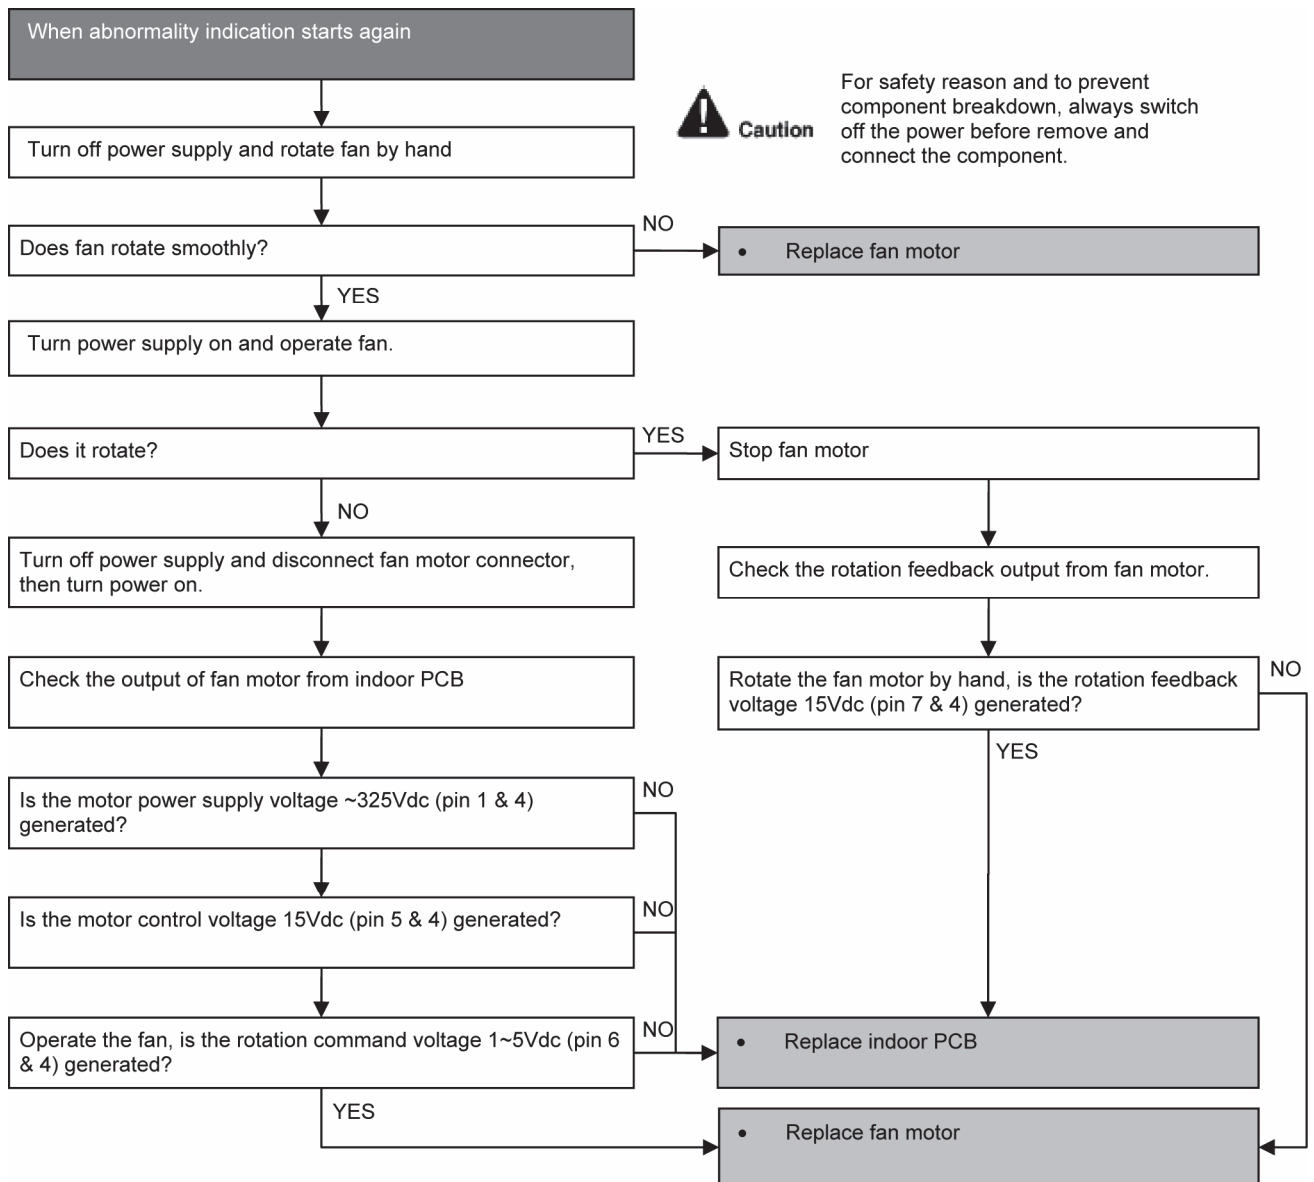 When abnormality indication starts again
For safety reason and to prevent
component breakdown, always switch
off the power before remove and
connect the component.
Caution
Turn off power supply and rotate fan by hand
Does fan rotate smoothly?
NO
• Replace fan motor
YES
Turn power supply on and operate fan.
Does it rotate?
YES
Stop fan motor
NO
Turn off power supply and disconnect fan motor connector,
then turn power on.
Check the rotation feedback output from fan motor.
Check the output of fan motor from indoor PCB
Rotate the fan motor by hand, is the rotation feedback
voltage 15Vdc (pin 7 & 4) generated?
NO
YES
Is the motor power supply voltage ~325Vdc (pin 1 & 4)
generated?
NO
Is the motor control voltage 15Vdc (pin 5 & 4) generated?
NO
Operate the fan, is the rotation command voltage 1~5Vdc (pin 6
& 4) generated?
NO
• Replace indoor PCB
YES
• Replace fan motor